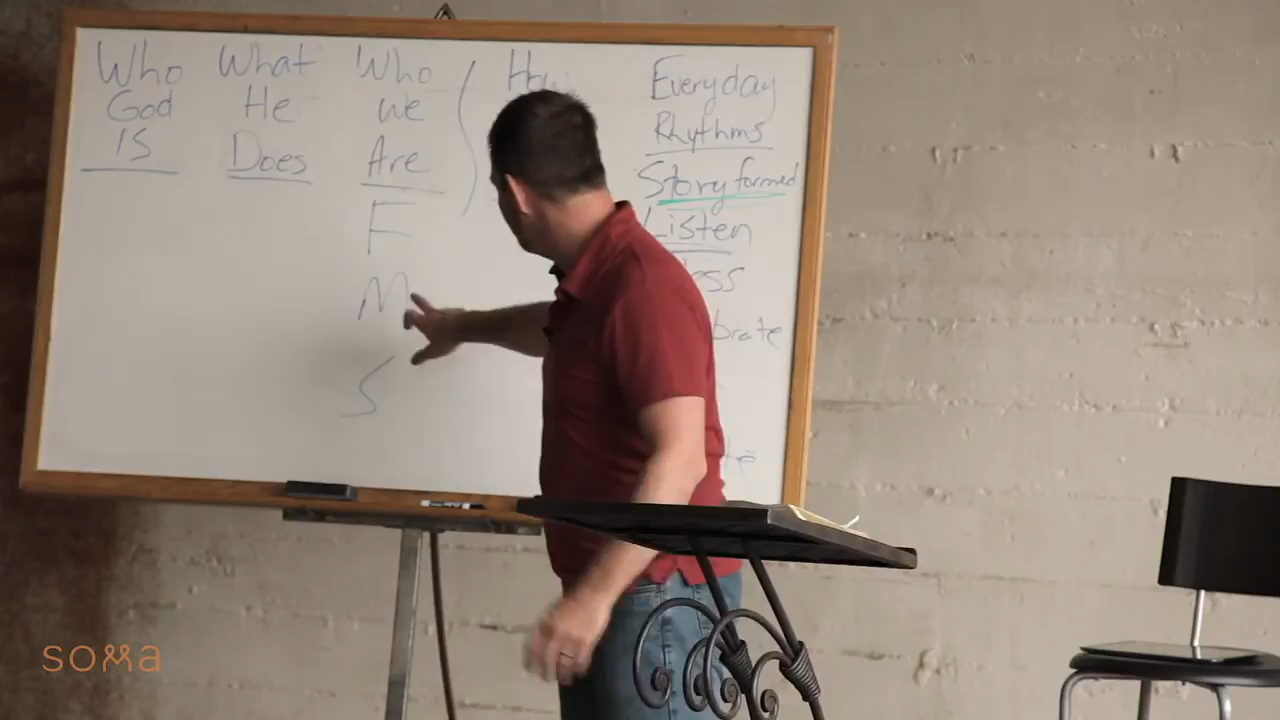 Who
God
IS
What
He
Does
Who
we
Are
F
M
S
Everyday
Rhythms
Story formed
Listen
soma